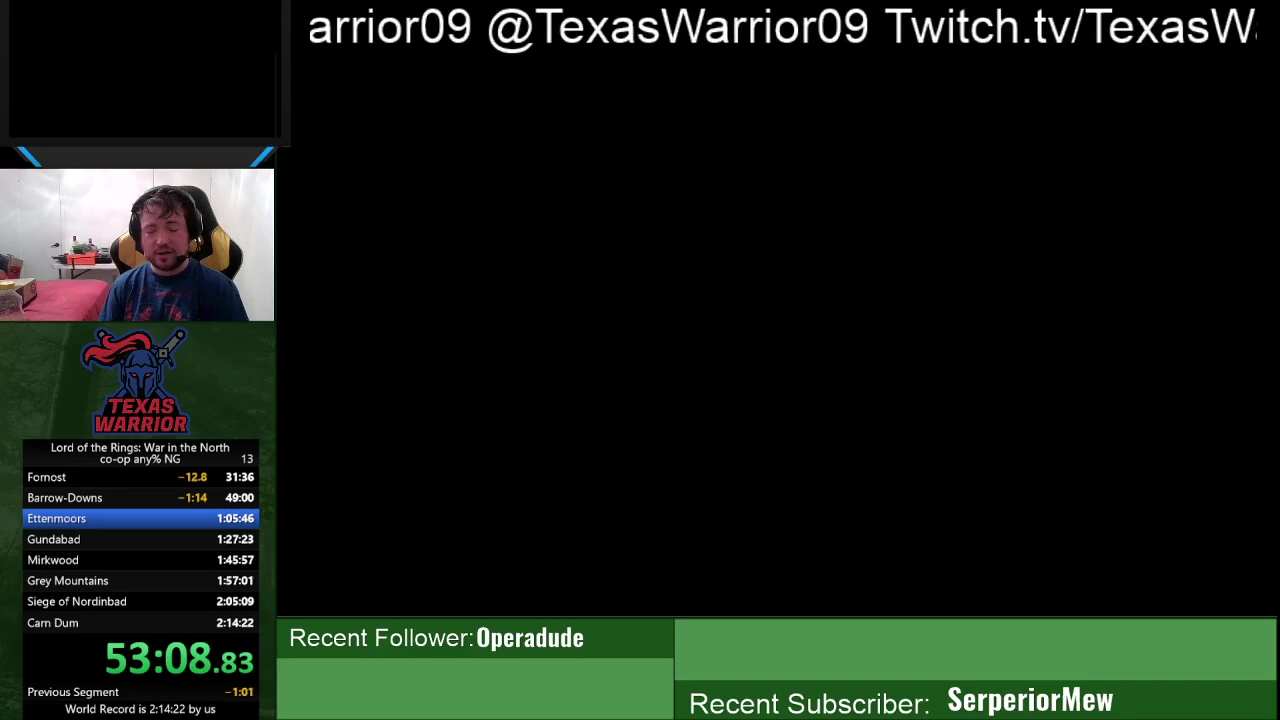 arrior09 @TexasWarrior09 Twitch.tv/TexasWa
TEXAS
WARRIOR
Lord of the Rings: War in the North
co-op any% NG 13
Fornost -12.8 31:36
Barrow-Downs -1:14 49:00
Ettenmoors 1:05:46
Gundabad 1:27:23
Mirkwood 1:45:57
Grey Mountains 1:57:01
Siege of Nordinbad 2:05:09
Carn Dum 2:14:22
53:08.83
Previous Segment -1:01
World Record is 2:14:22 by us
Recent Follower: Operadude
Recent Subscriber: SerperiorMew